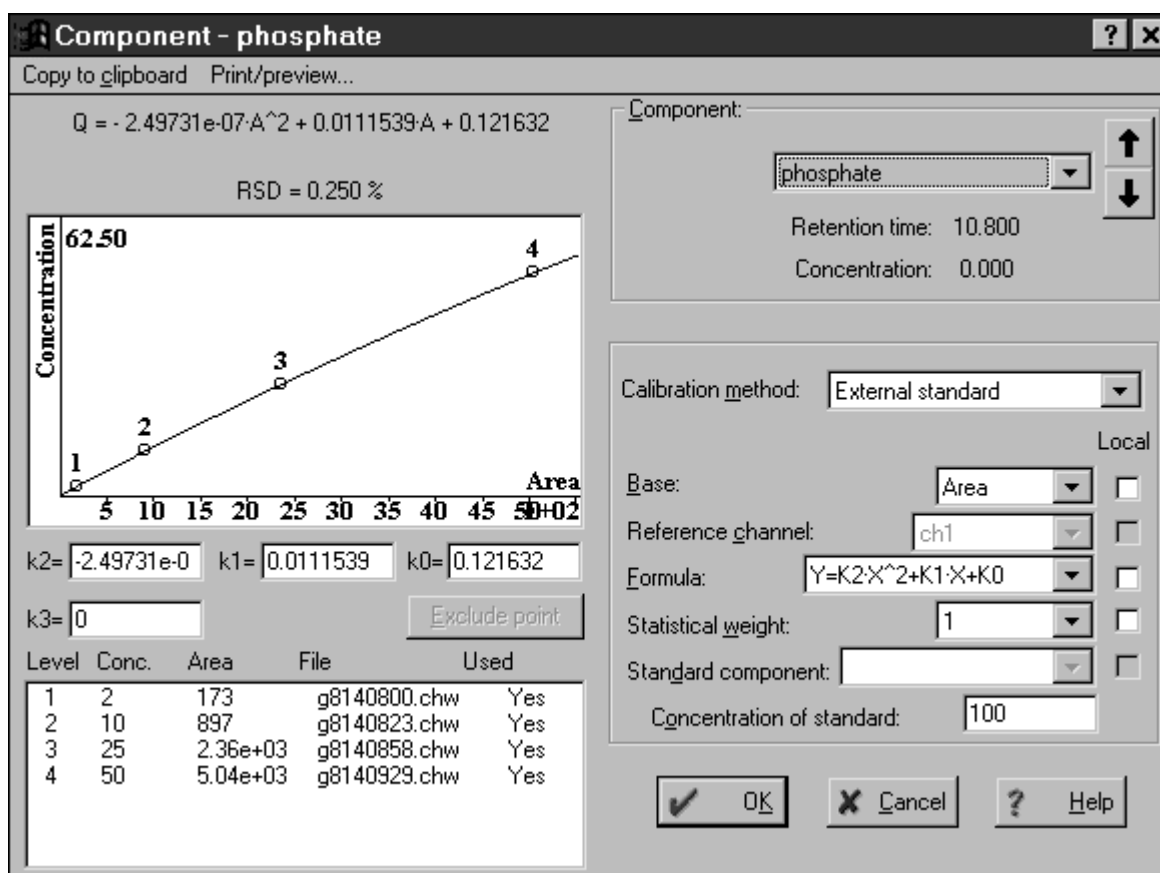 Component - phosphate
Copy to clipboard Print/preview...
Q = - 2.49731e-07·A^2 + 0.0111539·A + 0.121632
RSD = 0.250 %
Concentration
62.50
1
2
3
4
Area
5 10 15 20 25 30 35 40 45
k2= -2.49731e-0 k1= 0.0111539 k0= 0.121632
k3= 0
Exclude point
Level Conc. Area File Used
1 2 173 g8140800.chw Yes
2 10 897 g8140823.chw Yes
3 25 2.36e+03 g8140858.chw Yes
4 50 5.04e+03 g8140929.chw Yes
Component:
phosphate
Retention time: 10.800
Concentration: 0.000
Calibration method: External standard
Local
Base: Area
Reference channel: ch1
Formula: Y=K2·X^2+K1·X+K0
Statistical weight: 1
Standard component:
Concentration of standard: 100
OK Cancel ? Help